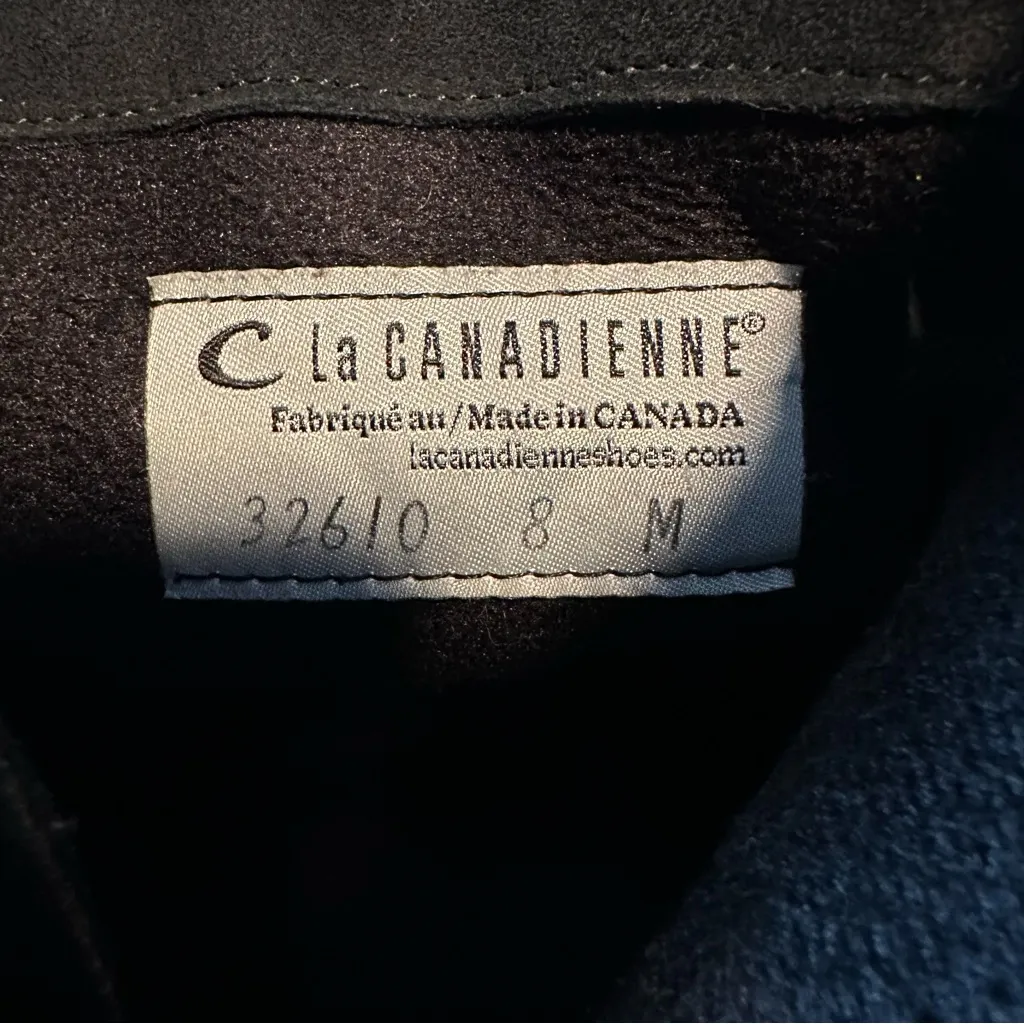 C la CANADIENNE®
Fabriqué au/Made in CANADA
lacanadienneshoes.com
32610 8 M